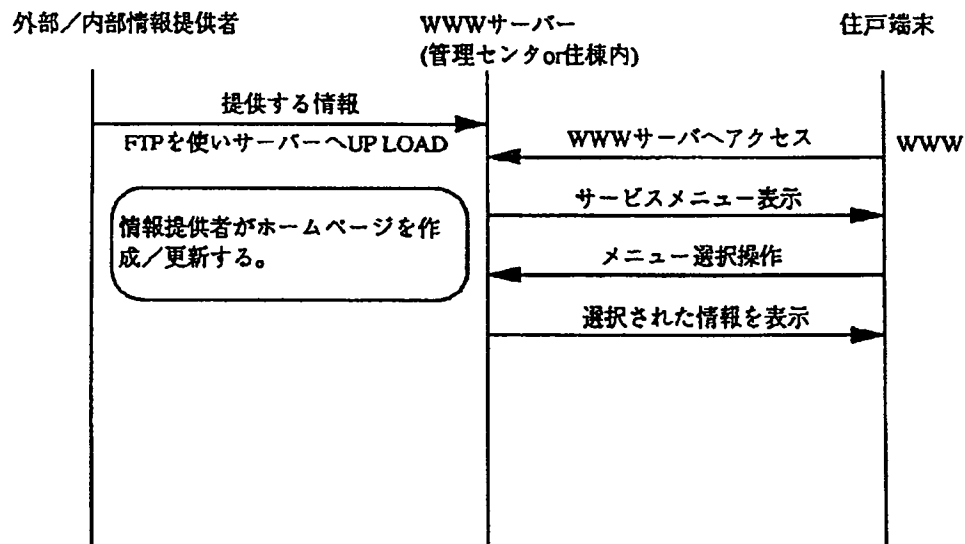 外部／内部情報提供者
WWWサーバー
(管理センタor住棟内)
住戸端末
提供する情報
FTPを使いサーバーへUP LOAD
WWWサーバへアクセス
WWW
サービスメニュー表示
情報提供者がホームページを作
成／更新する。
メニュー選択操作
選択された情報を表示